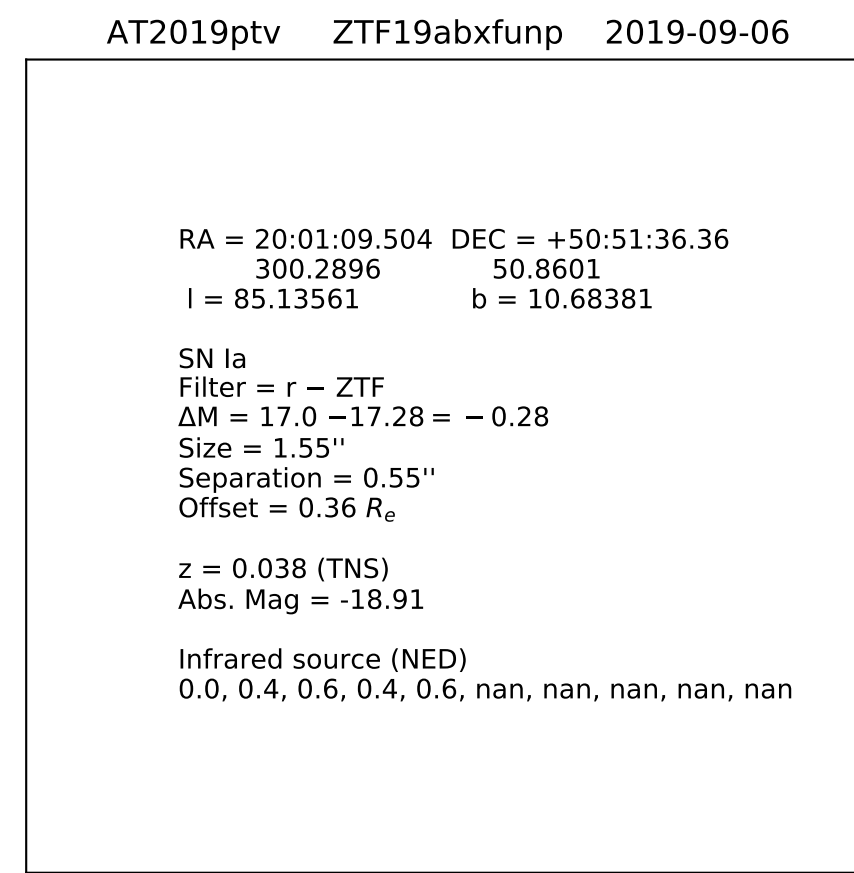 AT2019ptv ZTF19abxfunp 2019-09-06
RA = 20:01:09.504 DEC = +50:51:36.36
300.2896 50.8601
l = 85.13561 b = 10.68381
SN Ia
Filter = r − ZTF
ΔM = 17.0 −17.28 = − 0.28
Size = 1.55''
Separation = 0.55''
Offset = 0.36 Re
z = 0.038 (TNS)
Abs. Mag = -18.91
Infrared source (NED)
0.0, 0.4, 0.6, 0.4, 0.6, nan, nan, nan, nan, nan